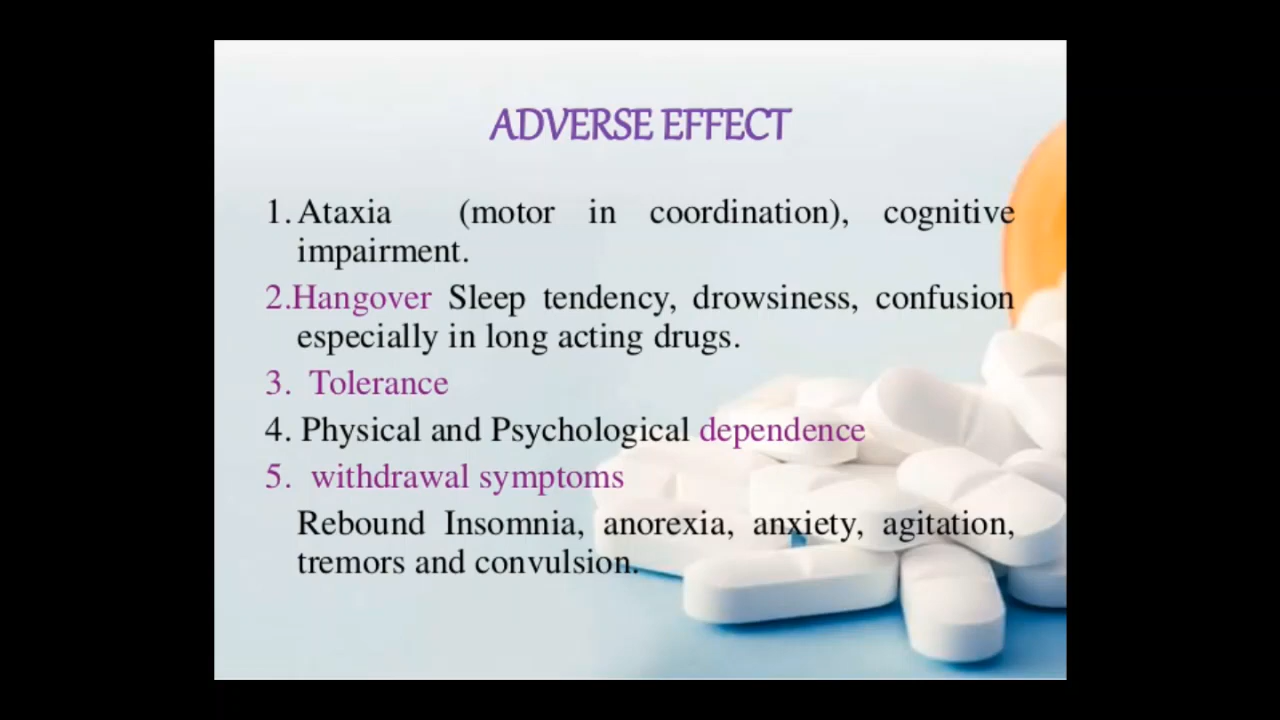 ADVERSE EFFECT
1. Ataxia (motor in coordination), cognitive
impairment.
2.Hangover Sleep tendency, drowsiness, confusion
especially in long acting drugs.
3. Tolerance
4. Physical and Psychological dependence
5. withdrawal symptoms
Rebound Insomnia, anorexia, anxiety, agitation,
tremors and convulsion.